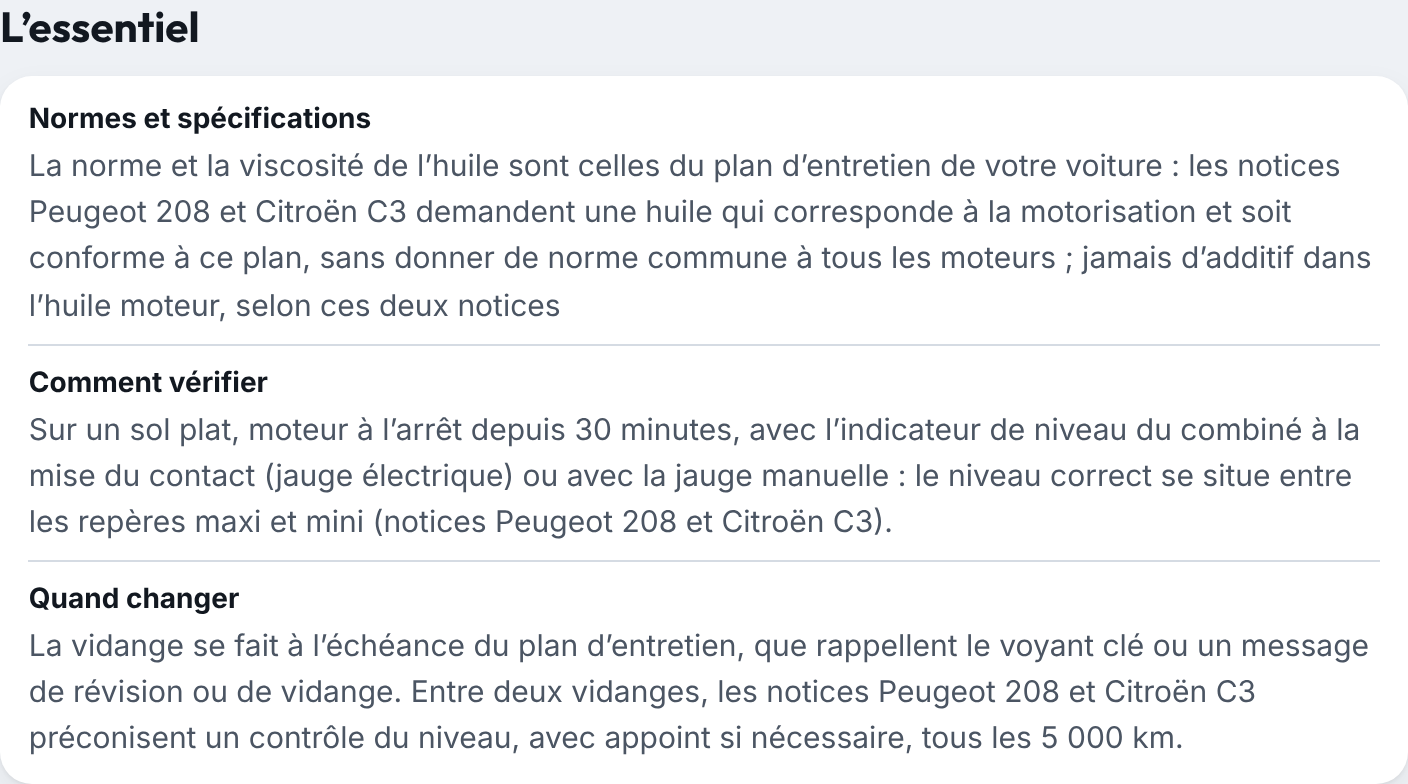 L’essentiel
Normes et spécifications
La norme et la viscosité de l’huile sont celles du plan d’entretien de votre voiture : les notices
Peugeot 208 et Citroën C3 demandent une huile qui corresponde à la motorisation et soit
conforme à ce plan, sans donner de norme commune à tous les moteurs ; jamais d’additif dans
l’huile moteur, selon ces deux notices
Comment vérifier
Sur un sol plat, moteur à l’arrêt depuis 30 minutes, avec l’indicateur de niveau du combiné à la
mise du contact (jauge électrique) ou avec la jauge manuelle : le niveau correct se situe entre
les repères maxi et mini (notices Peugeot 208 et Citroën C3).
Quand changer
La vidange se fait à l’échéance du plan d’entretien, que rappellent le voyant clé ou un message
de révision ou de vidange. Entre deux vidanges, les notices Peugeot 208 et Citroën C3
préconisent un contrôle du niveau, avec appoint si nécessaire, tous les 5 000 km.